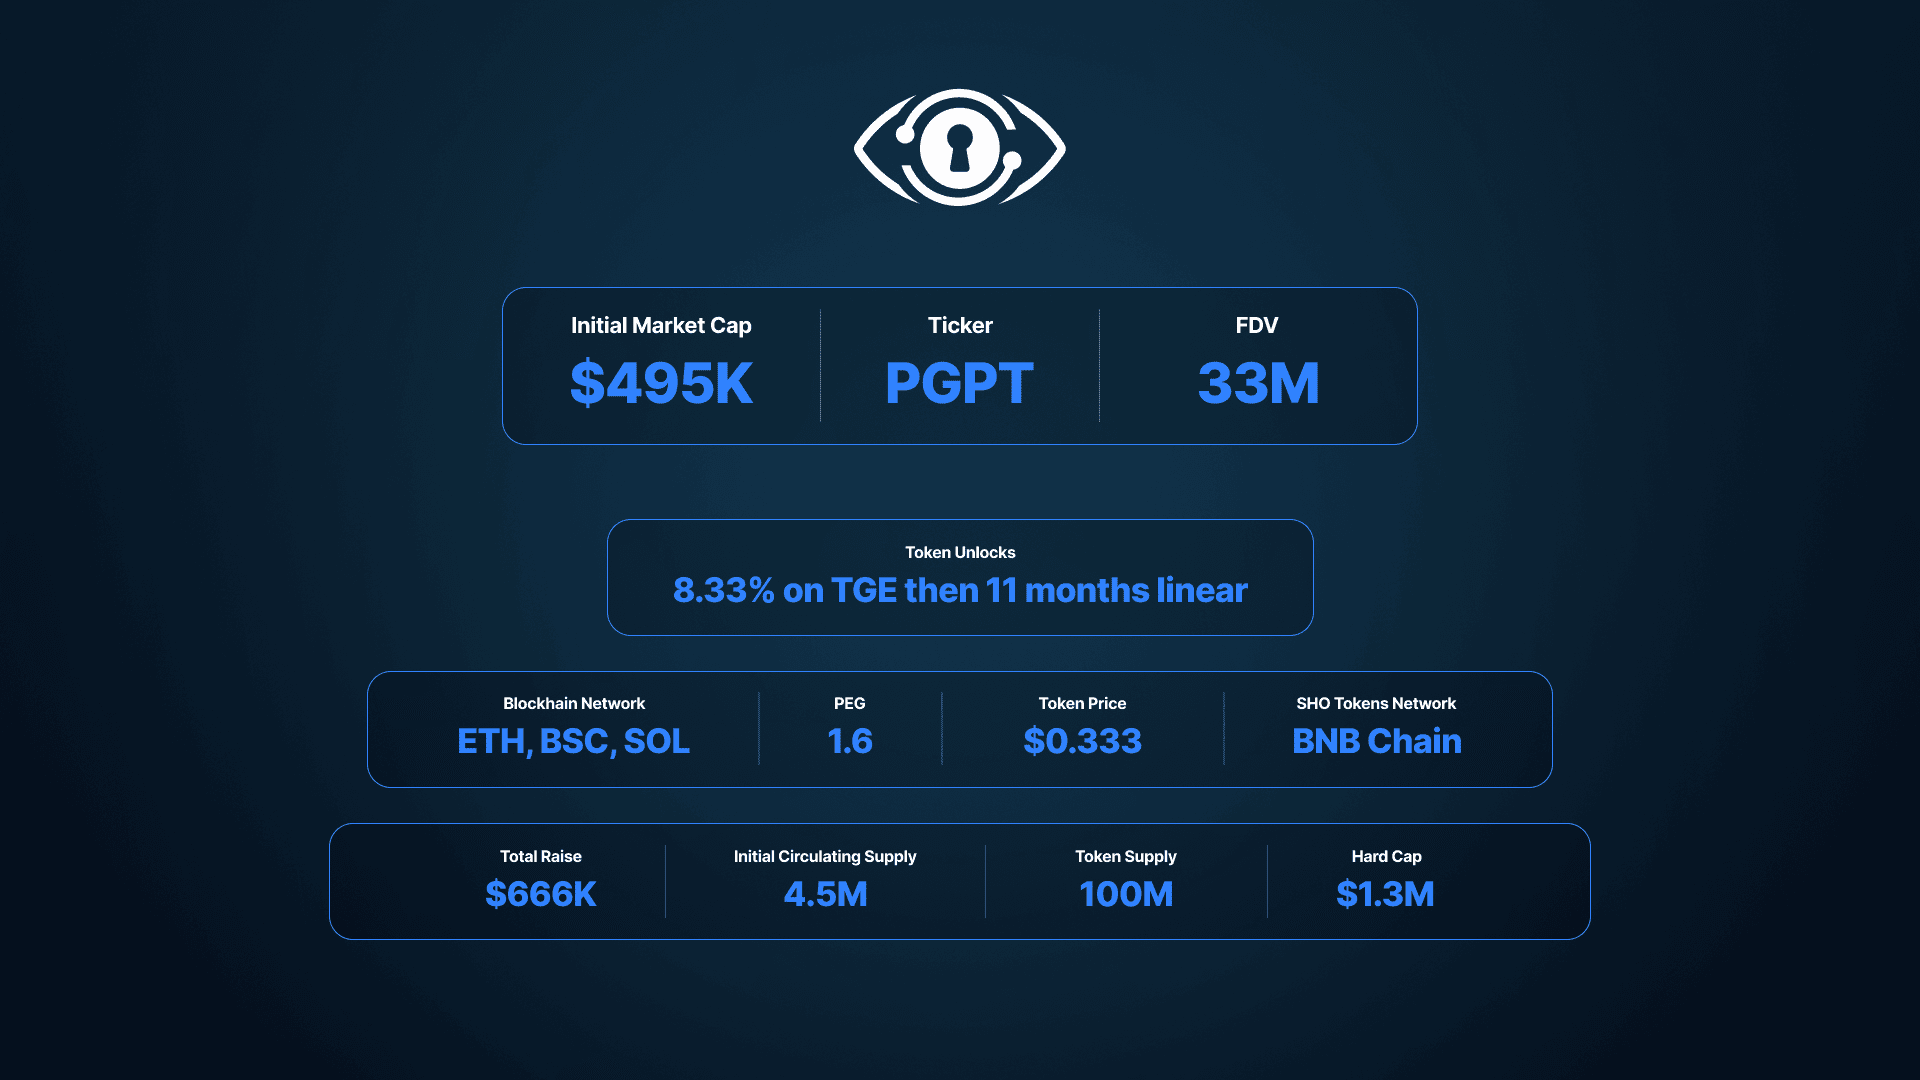 Initial Market Cap
$495K
Ticker
PGPT
FDV
33M
Token Unlocks
8.33% on TGE then 11 months linear
Blockhain Network
ETH, BSC, SOL
PEG
1.6
Token Price
$0.333
SHO Tokens Network
BNB Chain
Total Raise
$666K
Initial Circulating Supply
4.5M
Token Supply
100M
Hard Cap
$1.3M